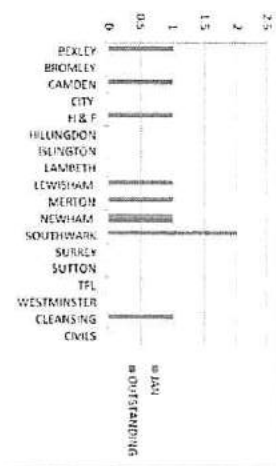 0 0.5 1 1.5 2 2.5
BEXLEY
BROMLEY
CAMDEN
CITY
H & F
HILLINGDON
ISLINGTON
LAMBETH
LEWISHAM
MERTON
NEWHAM
SOUTHWARK
SURREY
SUTTON
TFL
WESTMINSTER
CLEANSING
CIVILS
JAN
OUTSTANDING